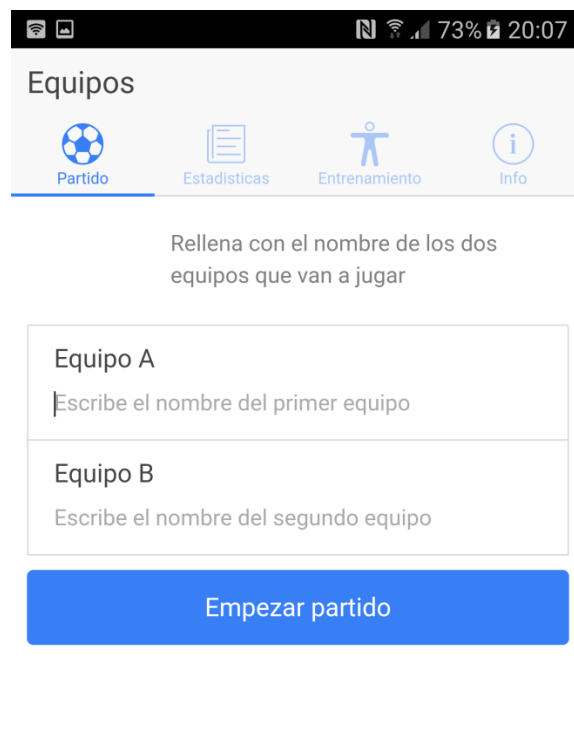 73% 20:07
Equipos
Partido Estadisticas Entrenamiento Info
Rellena con el nombre de los dos
equipos que van a jugar
Equipo A
Escribe el nombre del primer equipo
Equipo B
Escribe el nombre del segundo equipo
Empezar partido